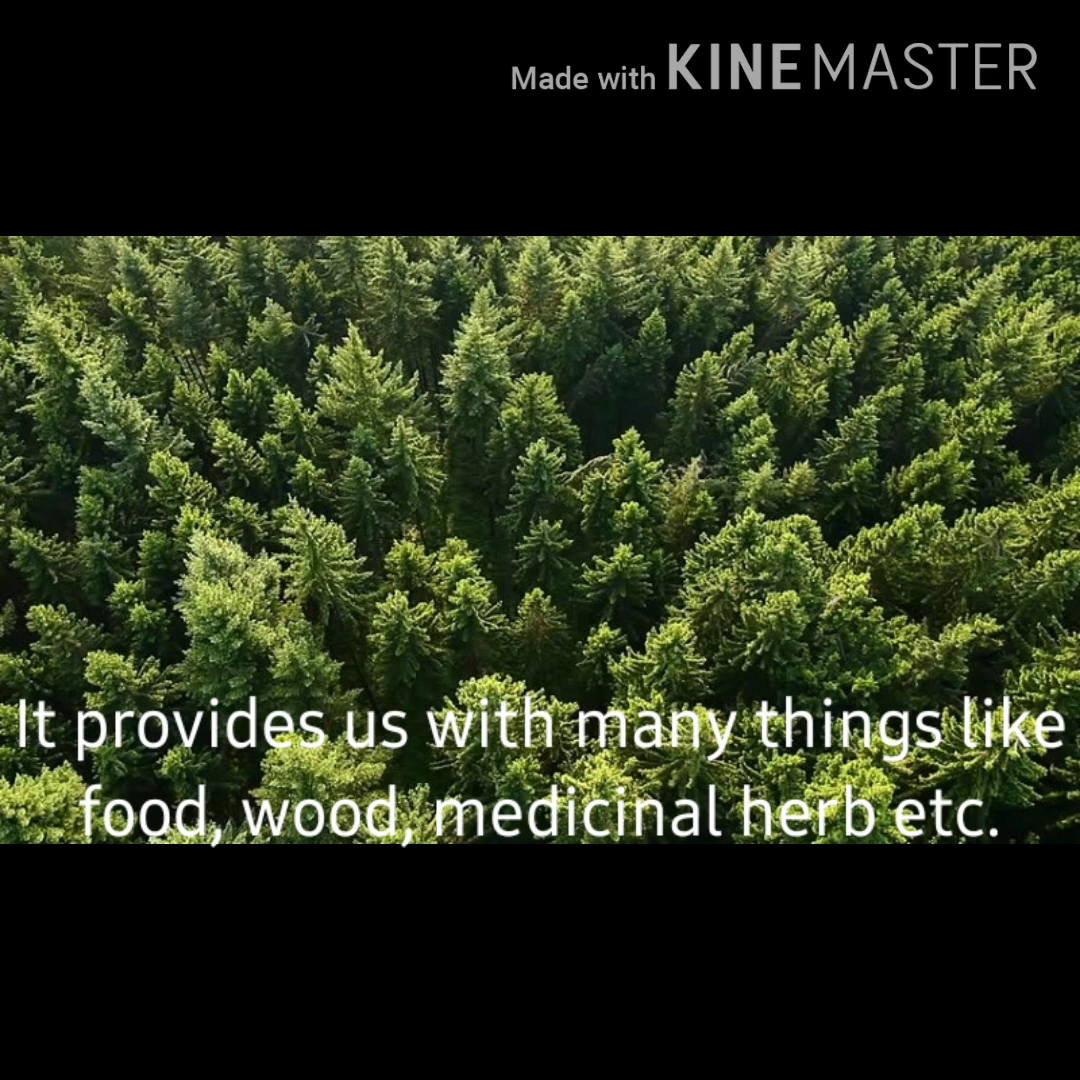 Made with KINEMASTER
It provides us with many things like
food, wood, medicinal herb etc.